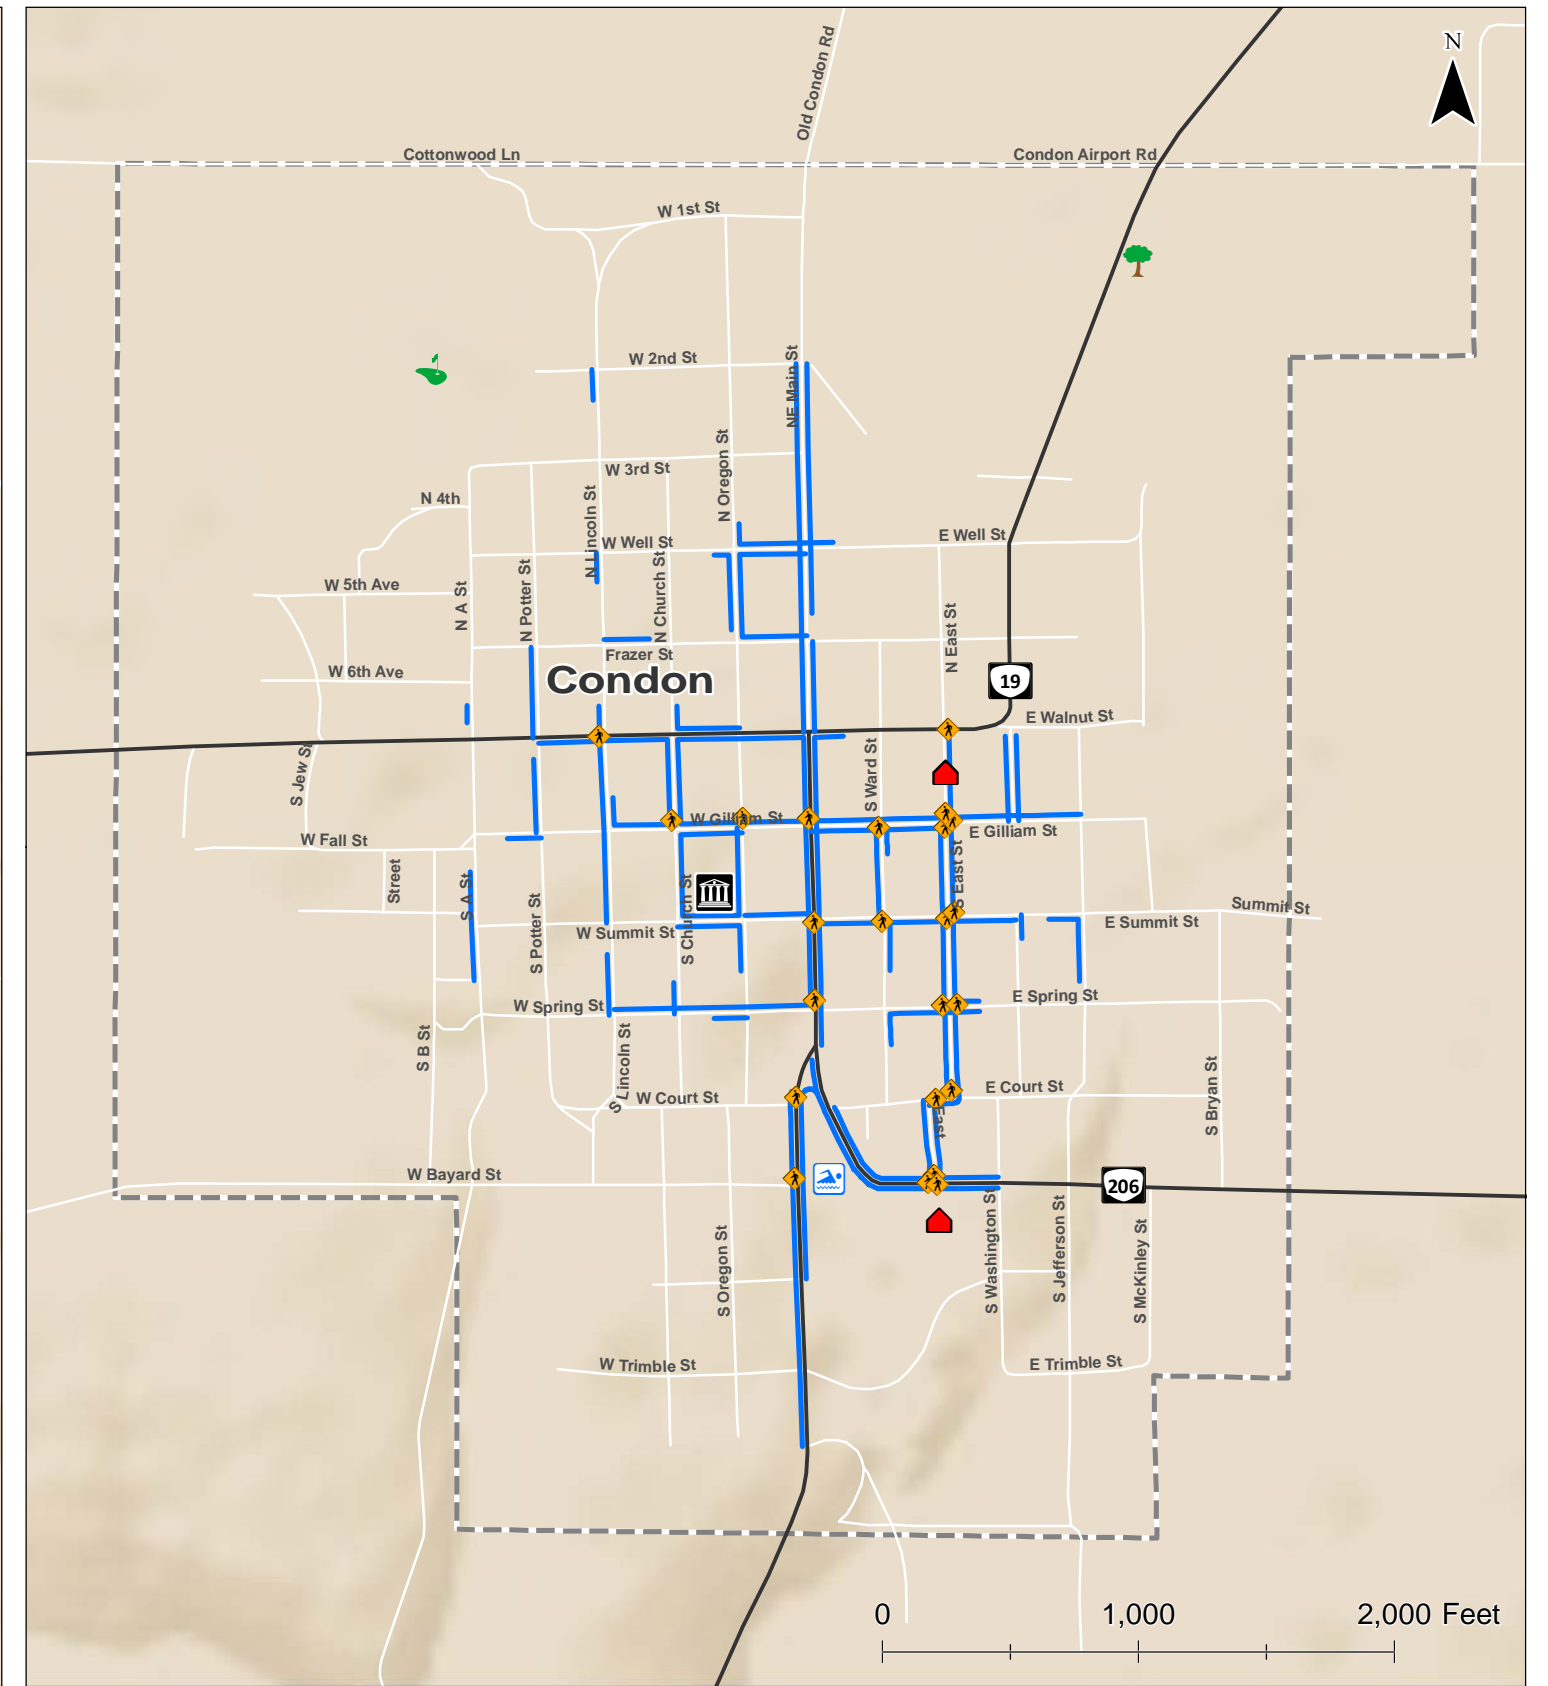 N
Old Condon Rd
Cottonwood Ln
Condon Airport Rd
W 1st St
W 2nd St
NE Main St
W 3rd St
N Oregon St
N 4th
N Lincoln St
W Well St
E Well St
W 5th Ave
N A St
N Potter St
N Church St
N East St
Frazer St
W 6th Ave
Condon
19
E Walnut St
S Jew St
S Ward St
W Gilliam St
E Gilliam St
W Fall St
Street
S A St
S East St
Summit St
S Potter St
S Church St
W Summit St
E Summit St
W Spring St
E Spring St
S B St
S Lincoln St
W Court St
E Court St
S Bryan St
East
W Bayard St
206
S Oregon St
S Washington St
S Jefferson St
S McKinley St
W Trimble St
E Trimble St
0 1,000 2,000 Feet